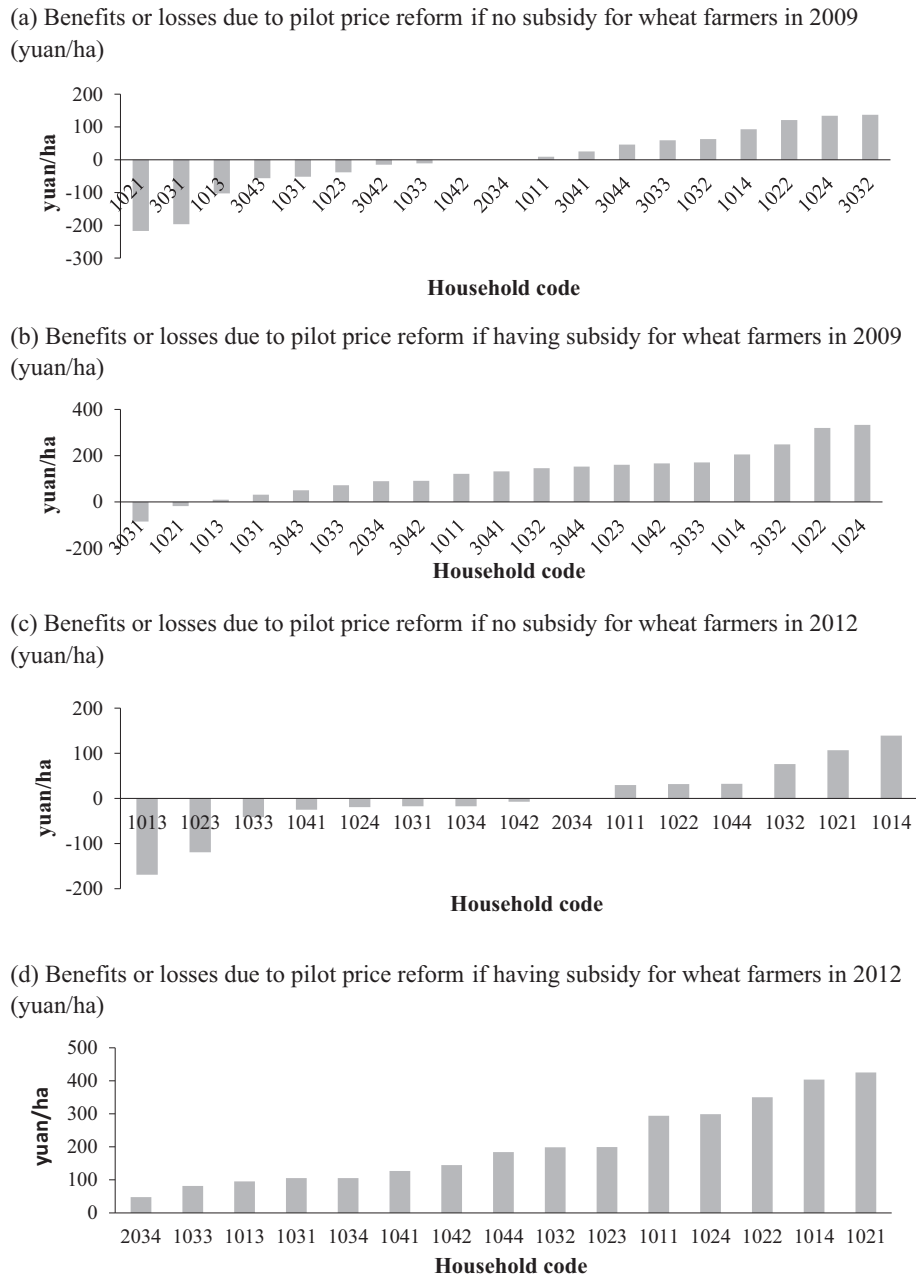 (a) Benefits or losses due to pilot price reform if no subsidy for wheat farmers in 2009
(yuan/ha)
200
100
0
-100
-200
-300
yuan/ha
1021 3031 1013 3043 1031 1023 3042 1033 1042 2034 1011 3041 3044 3033 1032 1014 1022 1024 3032
Household code
(b) Benefits or losses due to pilot price reform if having subsidy for wheat farmers in 2009
(yuan/ha)
400
200
0
-200
yuan/ha
3031 1021 1013 1031 3043 1033 2034 3042 1011 3041 1032 3044 1023 1042 3033 1014 3032 1022 1024
Household code
(c) Benefits or losses due to pilot price reform if no subsidy for wheat farmers in 2012
(yuan/ha)
200
100
0
-100
-200
yuan/ha
1013 1023 1033 1041 1024 1031 1034 1042 2034 1011 1022 1044 1032 1021 1014
Household code
(d) Benefits or losses due to pilot price reform if having subsidy for wheat farmers in 2012
(yuan/ha)
500
400
300
200
100
0
yuan/ha
2034 1033 1013 1031 1034 1041 1042 1044 1032 1023 1011 1024 1022 1014 1021
Household code